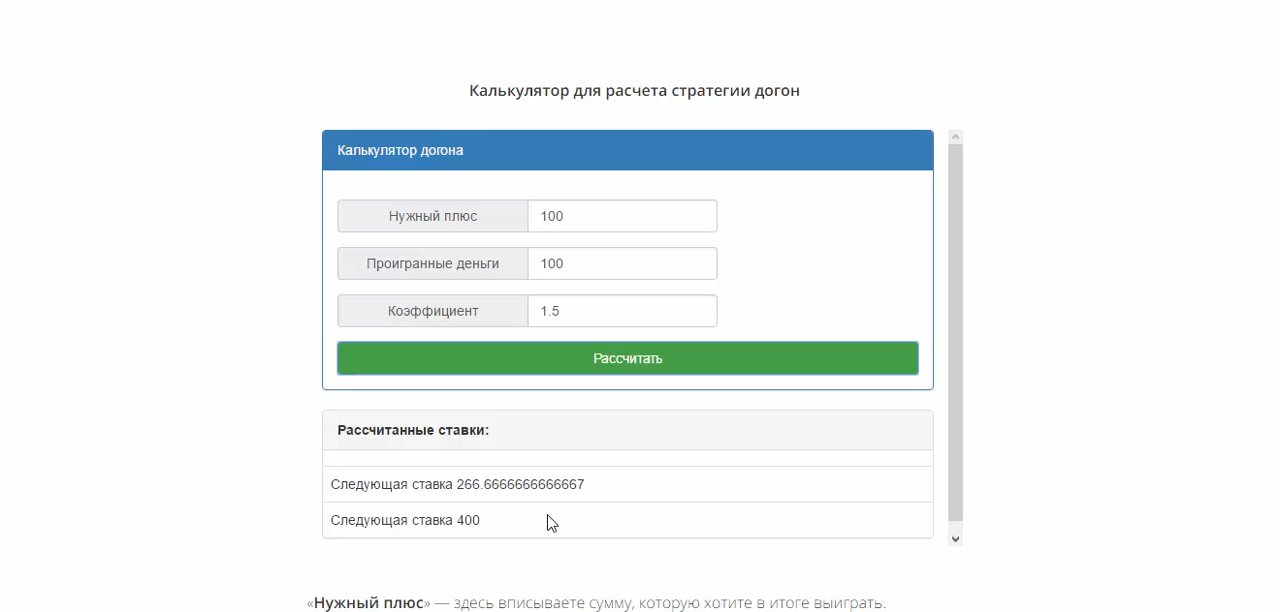 Калькулятор для расчета стратегии догон
Калькулятор догона
Нужный плюс 100
Проигранные деньги 100
Коэффициент 1.5
Рассчитать
Рассчитанные ставки:
Следующая ставка 266.6666666666667
Следующая ставка 400
«Нужный плюс» — здесь вписываете сумму, которую хотите в итоге выиграть.